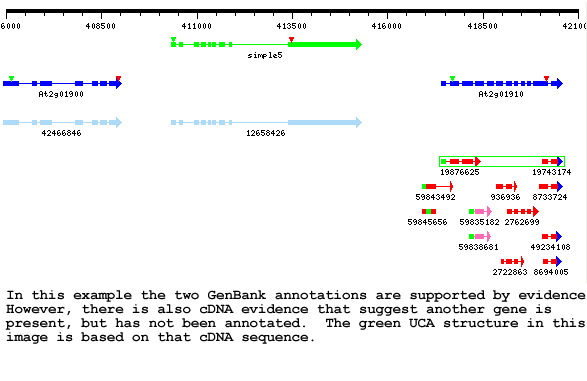 6000 408500 411000 413500 416000 418500 42100
simple5
At2g01900 At2g01910
42466846 12658426
19876625 19743174
59843492 936936 8733724
59845656 59835182 2762699
59838681 49234108
2722863 8694005
In this example the two GenBank annotations are supported by evidence
However, there is also cDNA evidence that suggest another gene is
present, but has not been annotated. The green UCA structure in this
image is based on that cDNA sequence.